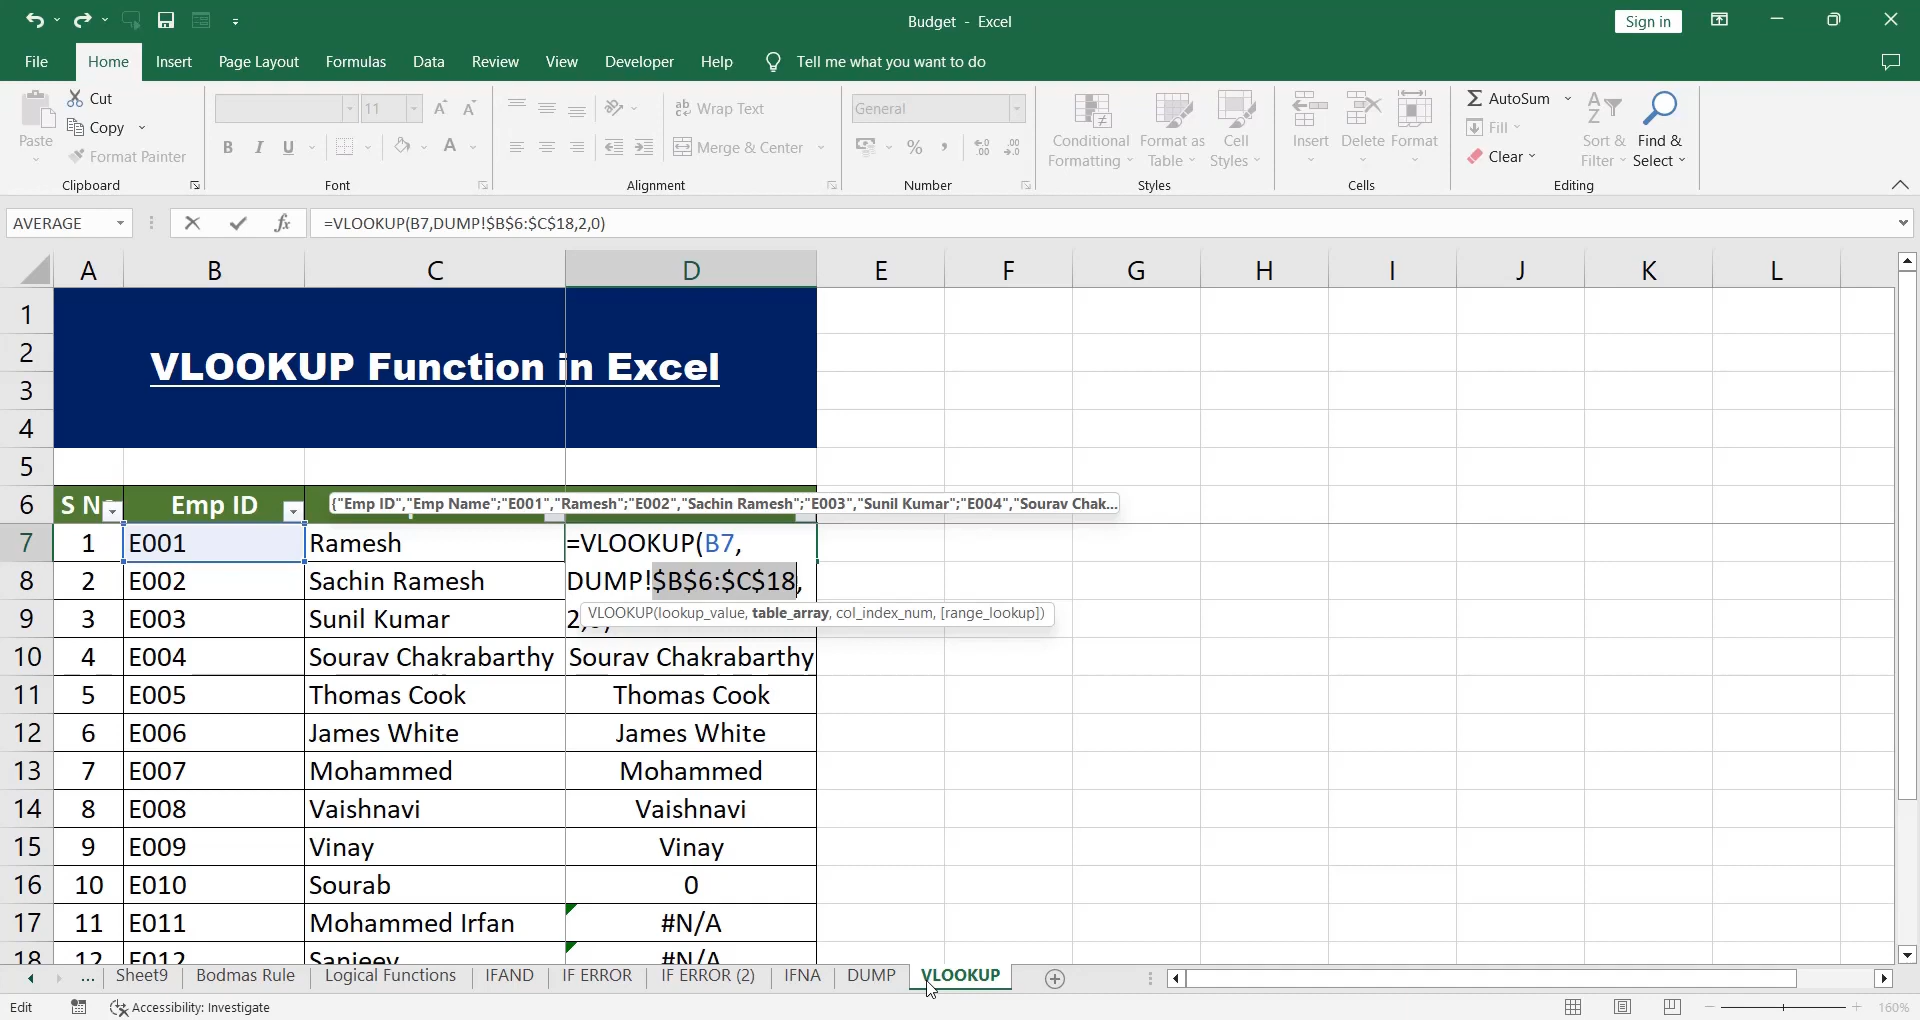 Budget - Excel
Sign in
File Home Insert Page Layout Formulas Data Review View Developer Help Tell me what you want to do
Paste
Cut
Copy
Format Painter
Clipboard
11
B I U
Font
Wrap Text
Merge & Center
Alignment
General
% ,
Number
Conditional Formatting
Format as Table
Cell Styles
Styles
Insert
Delete
Format
Cells
AutoSum
Fill
Clear
Sort & Filter
Find & Select
Editing
AVERAGE
fx
=VLOOKUP(B7,DUMP!$B$6:$C$18,2,0)
A B C D E F G H I J K L
1
2 VLOOKUP Function in Excel
3
4
5
6 S N Emp ID {"Emp ID","Emp Name";"E001","Ramesh";"E002","Sachin Ramesh";"E003","Sunil Kumar";"E004","Sourav Chak...
7 1 E001 Ramesh =VLOOKUP(B7,
8 2 E002 Sachin Ramesh DUMP!$B$6:$C$18,
VLOOKUP(lookup_value, table_array, col_index_num, [range_lookup])
9 3 E003 Sunil Kumar
10 4 E004 Sourav Chakrabarthy Sourav Chakrabarthy
11 5 E005 Thomas Cook Thomas Cook
12 6 E006 James White James White
13 7 E007 Mohammed Mohammed
14 8 E008 Vaishnavi Vaishnavi
15 9 E009 Vinay Vinay
16 10 E010 Sourab 0
17 11 E011 Mohammed Irfan #N/A
18 12 E012 Sanjeev #N/A
... Sheet9 Bodmas Rule Logical Functions IFAND IF ERROR IF ERROR (2) IFNA DUMP VLOOKUP
Edit Accessibility: Investigate 160%